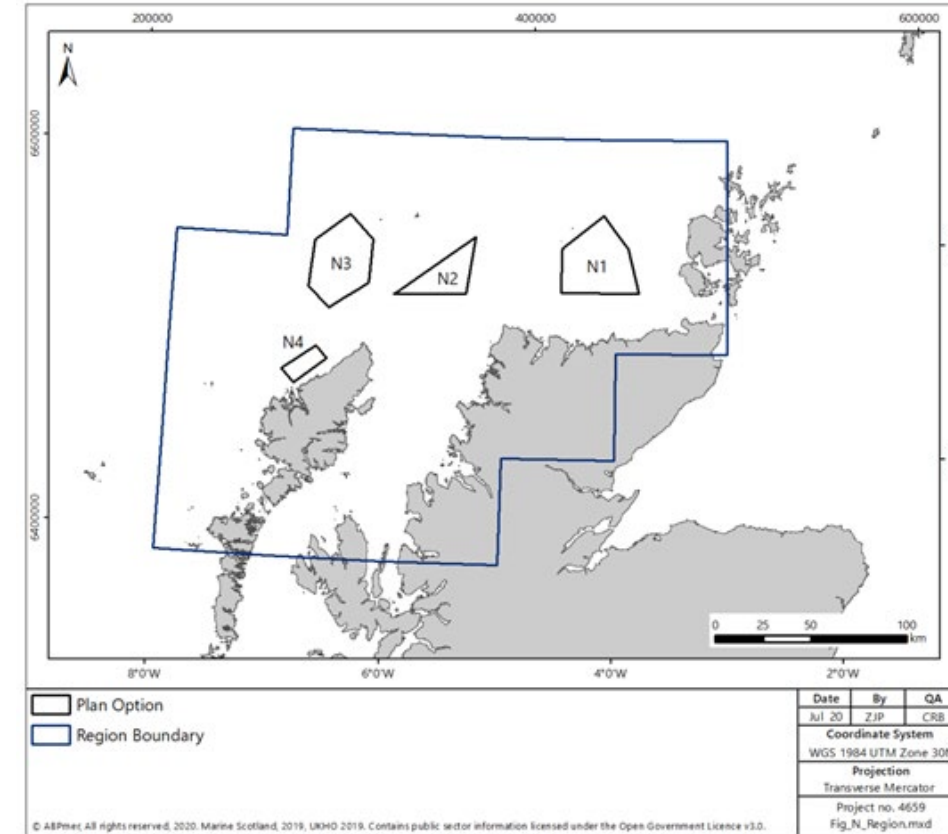 200000 400000 600000
N
6600000
N3
N2
N1
N4
6400000
0 25 50 100
km
8°0'W 6°0'W 4°0'W 2°0'W
Plan Option
Region Boundary
Date By QA
Jul 20 ZJP CRB
Coordinate System
WGS 1984 UTM Zone 30N
Projection
Transverse Mercator
Project no. 4659
Fig_N_Region.mxd
© ABPmer, All rights reserved, 2020. Marine Scotland, 2019, UKHO 2019. Contains public sector information licensed under the Open Government Licence v3.0.